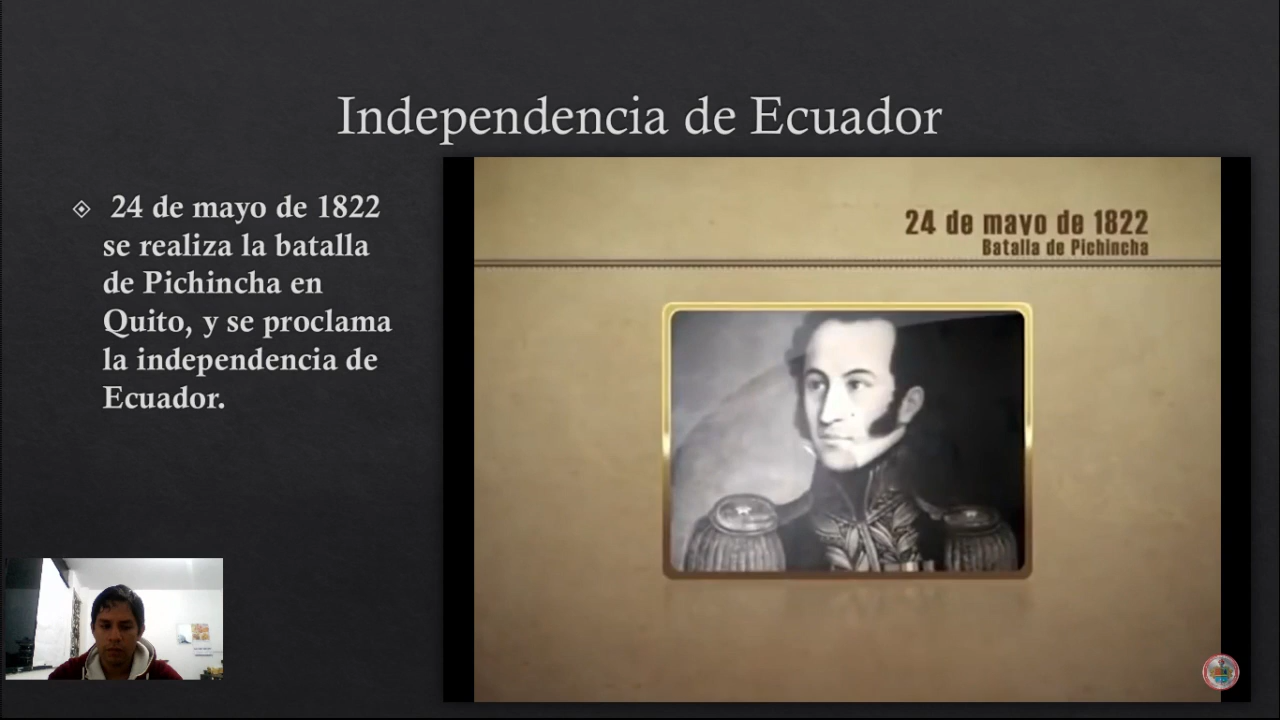 Independencia de Ecuador
24 de mayo de 1822
se realiza la batalla
de Pichincha en
Quito, y se proclama
la independencia de
Ecuador.
24 de mayo de 1822
Batalla de Pichincha